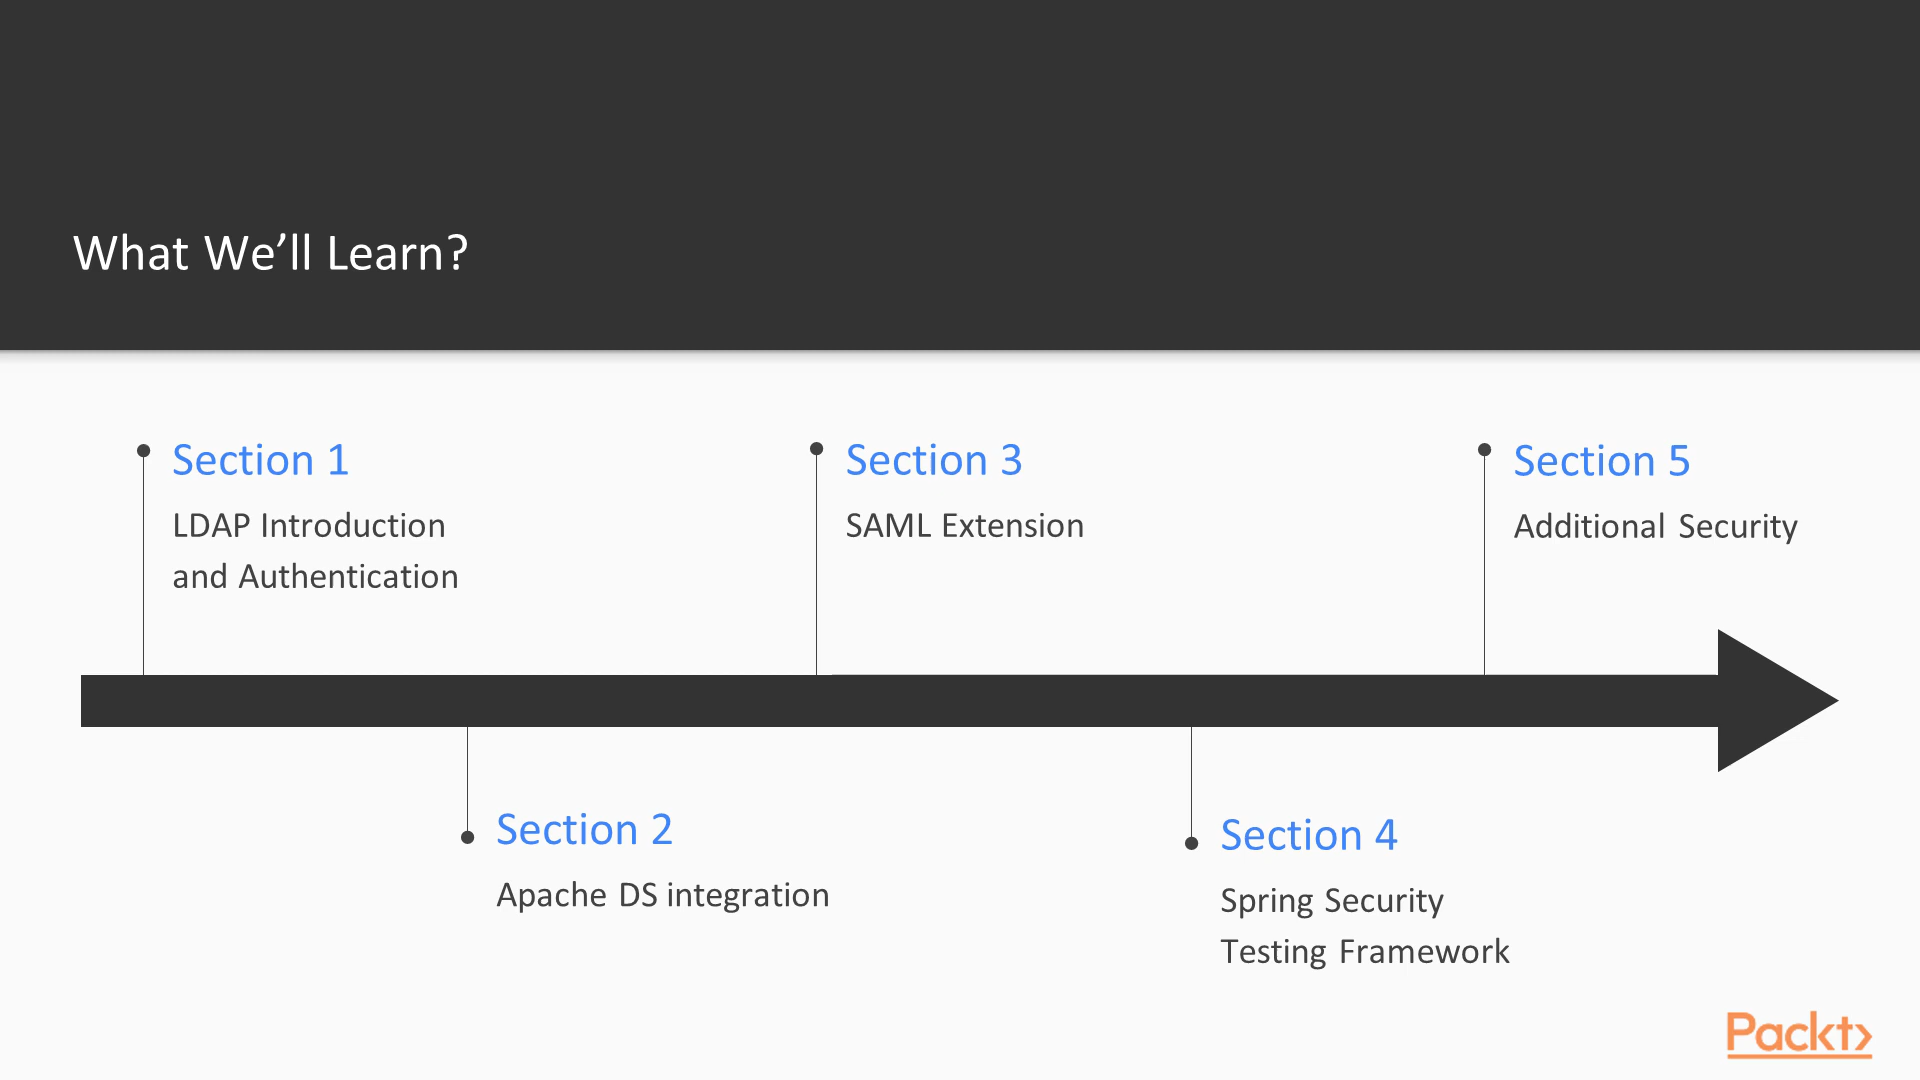 What We’ll Learn?
Section 1
LDAP Introduction
and Authentication
Section 2
Apache DS integration
Section 3
SAML Extension
Section 4
Spring Security
Testing Framework
Section 5
Additional Security
Packt